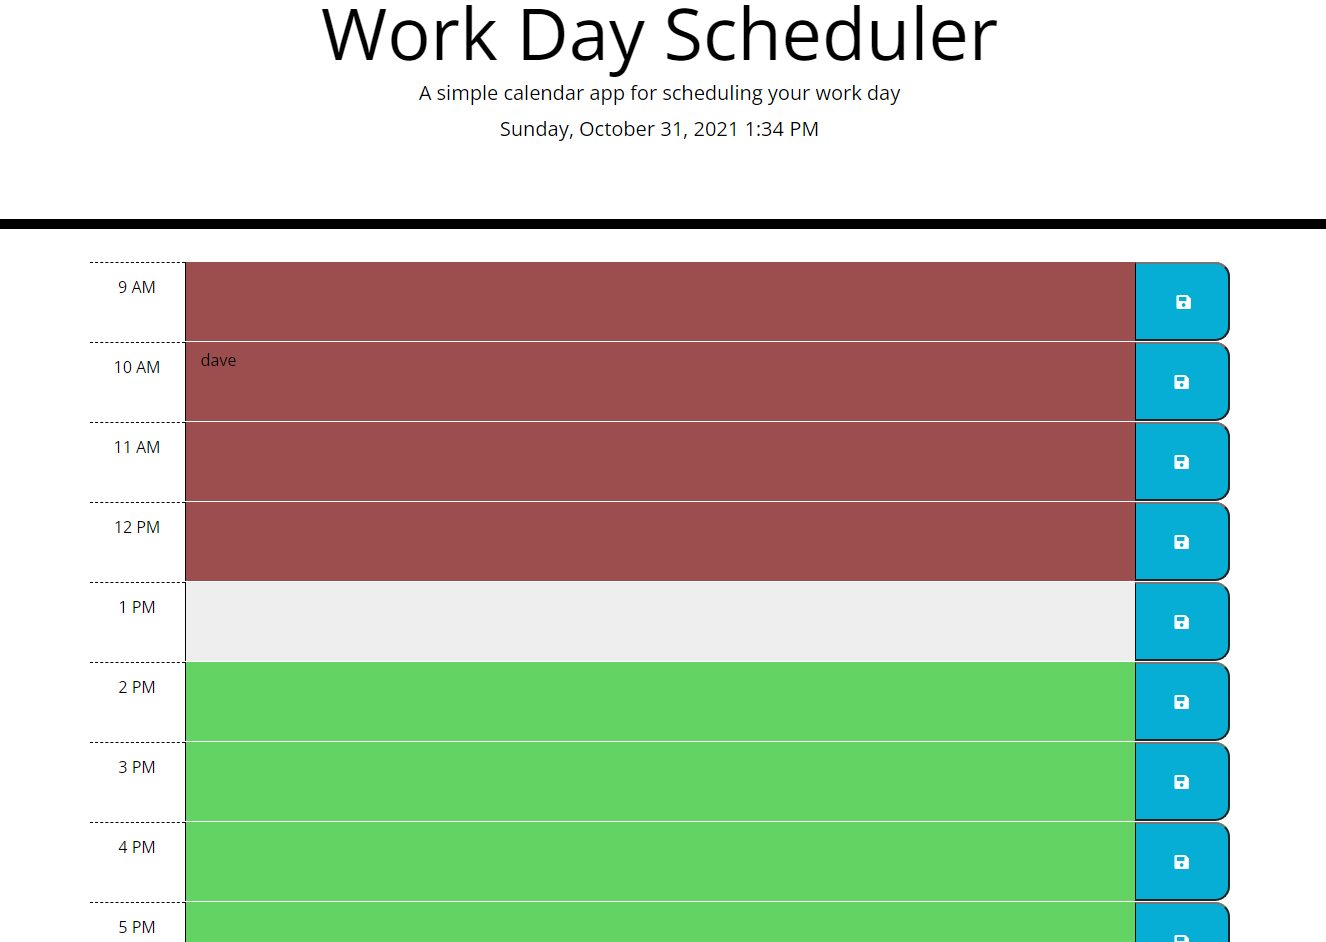 Work Day Scheduler
A simple calendar app for scheduling your work day
Sunday, October 31, 2021 1:34 PM
9 AM
10 AM
dave
11 AM
12 PM
1 PM
2 PM
3 PM
4 PM
5 PM